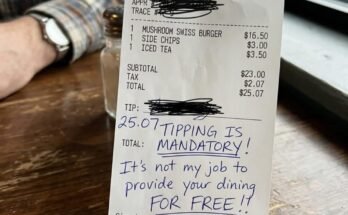 APPR
TRACE #
1 MUSHROOM SWISS BURGER $16.50
1 SIDE CHIPS $3.00
1 ICED TEA $3.50
SUBTOTAL $23.00
TAX $2.07
TOTAL $25.07
TIP:
25.07 TIPPING IS
TOTAL: MANDATORY!
It's not my job to
provide your dining
FOR FREE!!